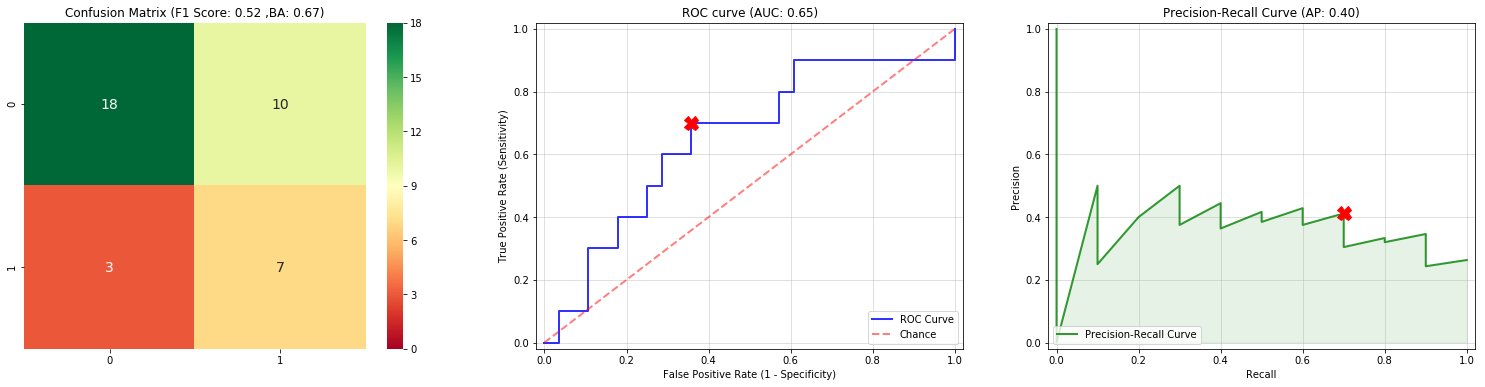 Confusion Matrix (F1 Score: 0.52 ,BA: 0.67)
18 10
3 7
0
1
0 1
18
15
12
9
6
3
0
ROC curve (AUC: 0.65)
True Positive Rate (Sensitivity)
1.0
0.8
0.6
0.4
0.2
0.0
ROC Curve
Chance
0.0 0.2 0.4 0.6 0.8 1.0
False Positive Rate (1 - Specificity)
Precision-Recall Curve (AP: 0.40)
Precision
1.0
0.8
0.6
0.4
0.2
0.0
Precision-Recall Curve
0.0 0.2 0.4 0.6 0.8 1.0
Recall